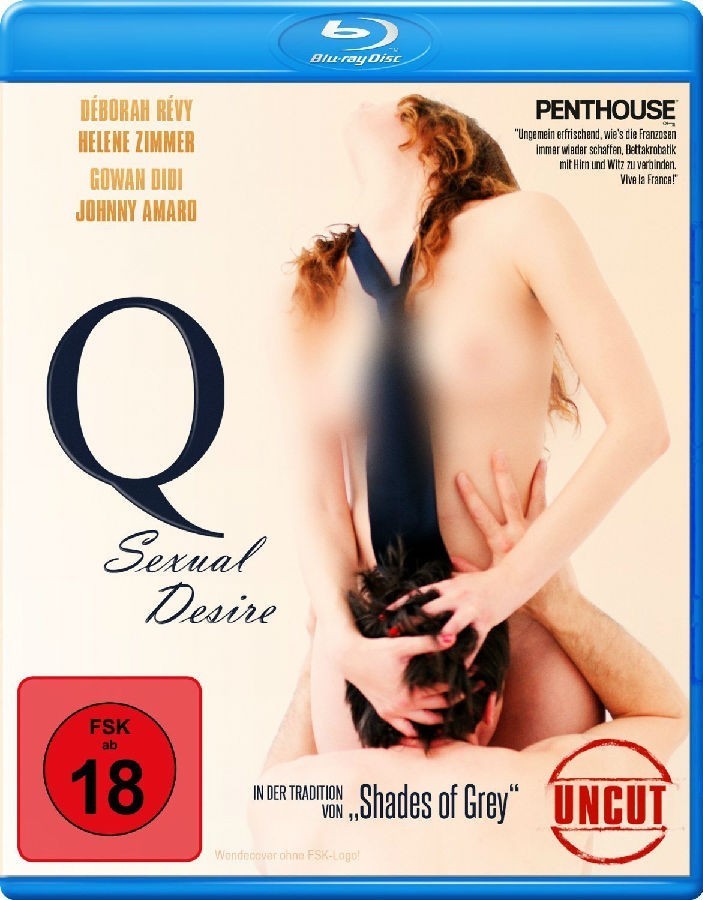 Blu-ray Disc™
DÉBORAH RÉVY
HELENE ZIMMER
GOWAN DIDI
JOHNNY AMARO
PENTHOUSE
"Ungemein erfrischend, wie's die Franzosen
immer wieder schaffen, Bettakrobatik
mit Hirn und Witz zu verbinden.
Vive la France!"
Q
Sexual
Desire
FSK
ab
18
IN DER TRADITION
VON „Shades of Grey“
UNCUT
Wendecover ohne FSK-Logo!